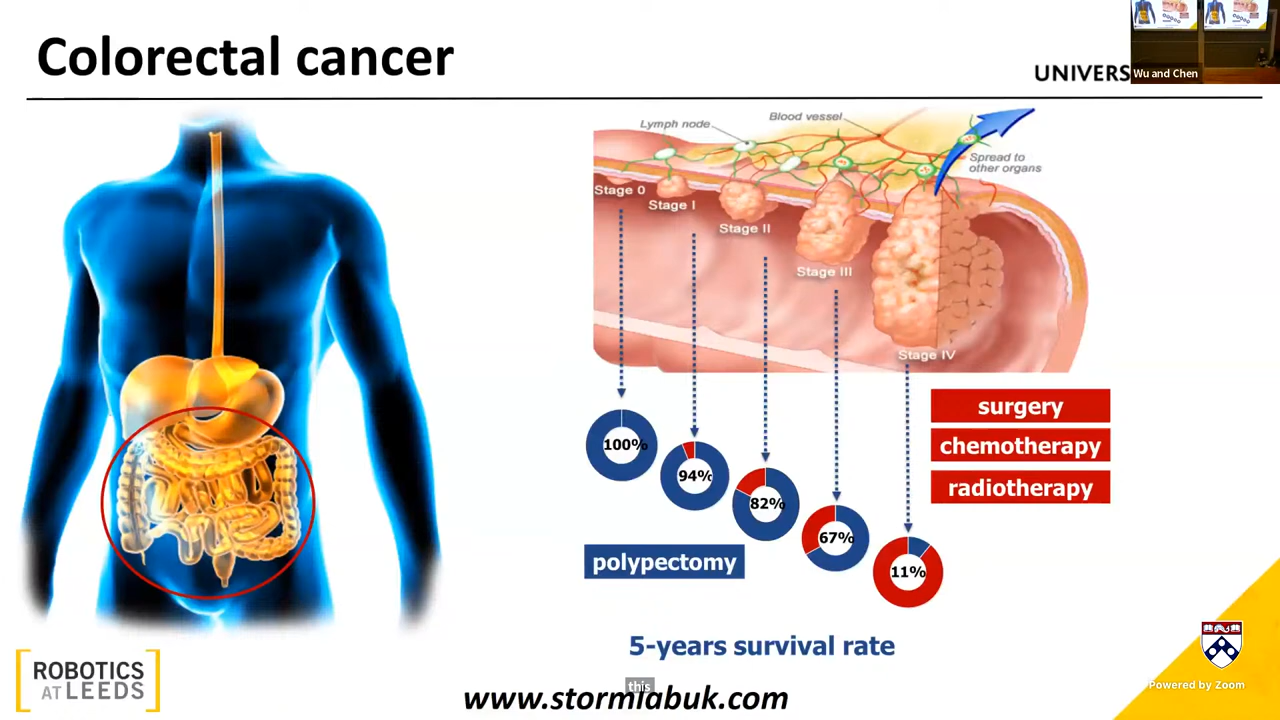 Colorectal cancer
UNIVERS
Wu and Chen
Lymph node
Blood vessel
Spread to
other organs
Stage 0
Stage I
Stage II
Stage III
Stage IV
100%
94%
82%
67%
11%
surgery
chemotherapy
radiotherapy
polypectomy
5-years survival rate
this
www.stormlabuk.com
ROBOTICS
AT LEEDS
Powered by Zoom